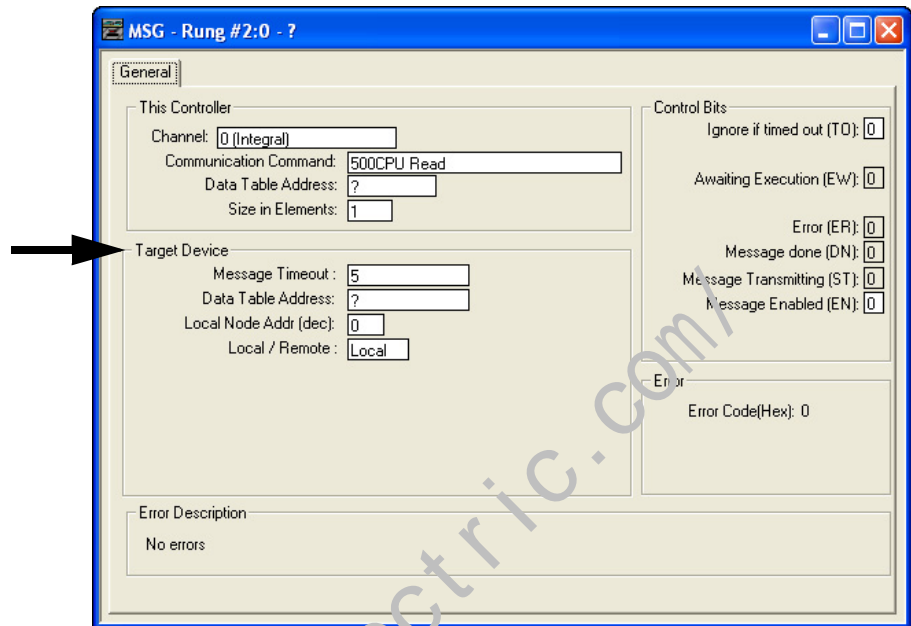 MSG - Rung #2:0 - ?
General
This Controller
Channel: 0 (Integral)
Communication Command: 500CPU Read
Data Table Address: ?
Size in Elements: 1
Target Device
Message Timeout : 5
Data Table Address: ?
Local Node Addr (dec): 0
Local / Remote : Local
Control Bits
Ignore if timed out (TO): 0
Awaiting Execution (EW): 0
Error (ER): 0
Message done (DN): 0
Message Transmitting (ST): 0
Message Enabled (EN): 0
Error
Error Code(Hex): 0
Error Description
No errors
ctric.com/